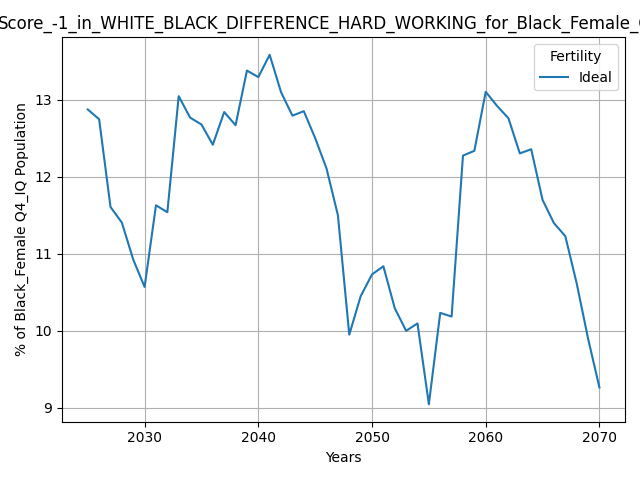 Score_-1_in_WHITE_BLACK_DIFFERENCE_HARD_WORKING_for_Black_Female_
Fertility
Ideal
% of Black_Female Q4_IQ Population
13
12
11
10
9
2030
2040
2050
2060
2070
Years